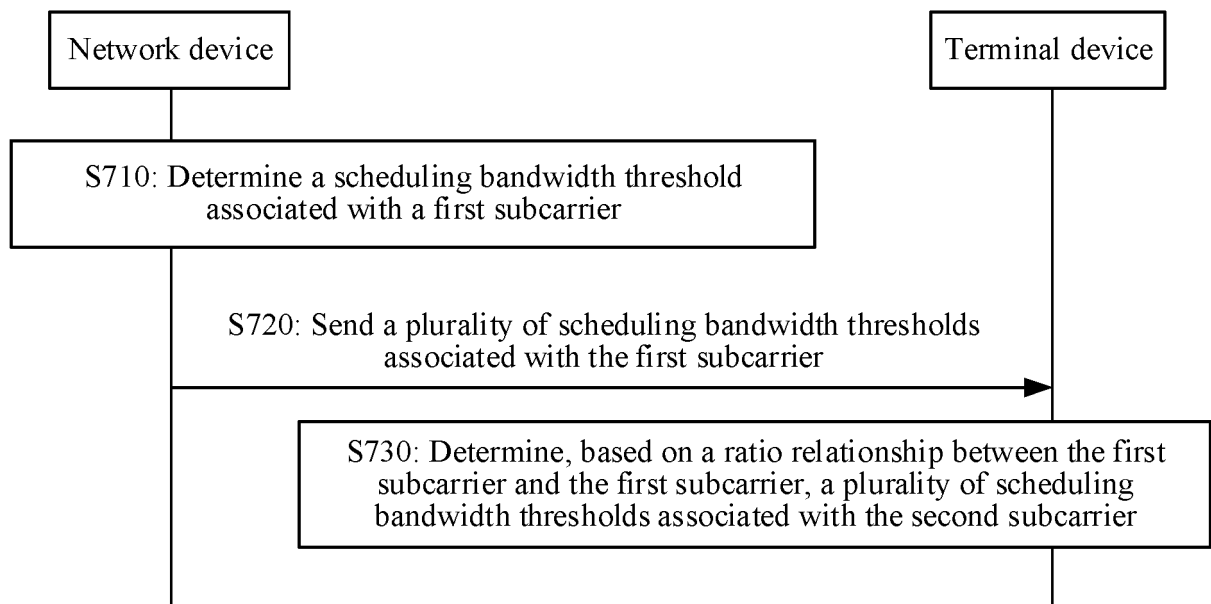 Network device
Terminal device
S710: Determine a scheduling bandwidth threshold
associated with a first subcarrier
S720: Send a plurality of scheduling bandwidth thresholds
associated with the first subcarrier
S730: Determine, based on a ratio relationship between the first
subcarrier and the first subcarrier, a plurality of scheduling
bandwidth thresholds associated with the second subcarrier